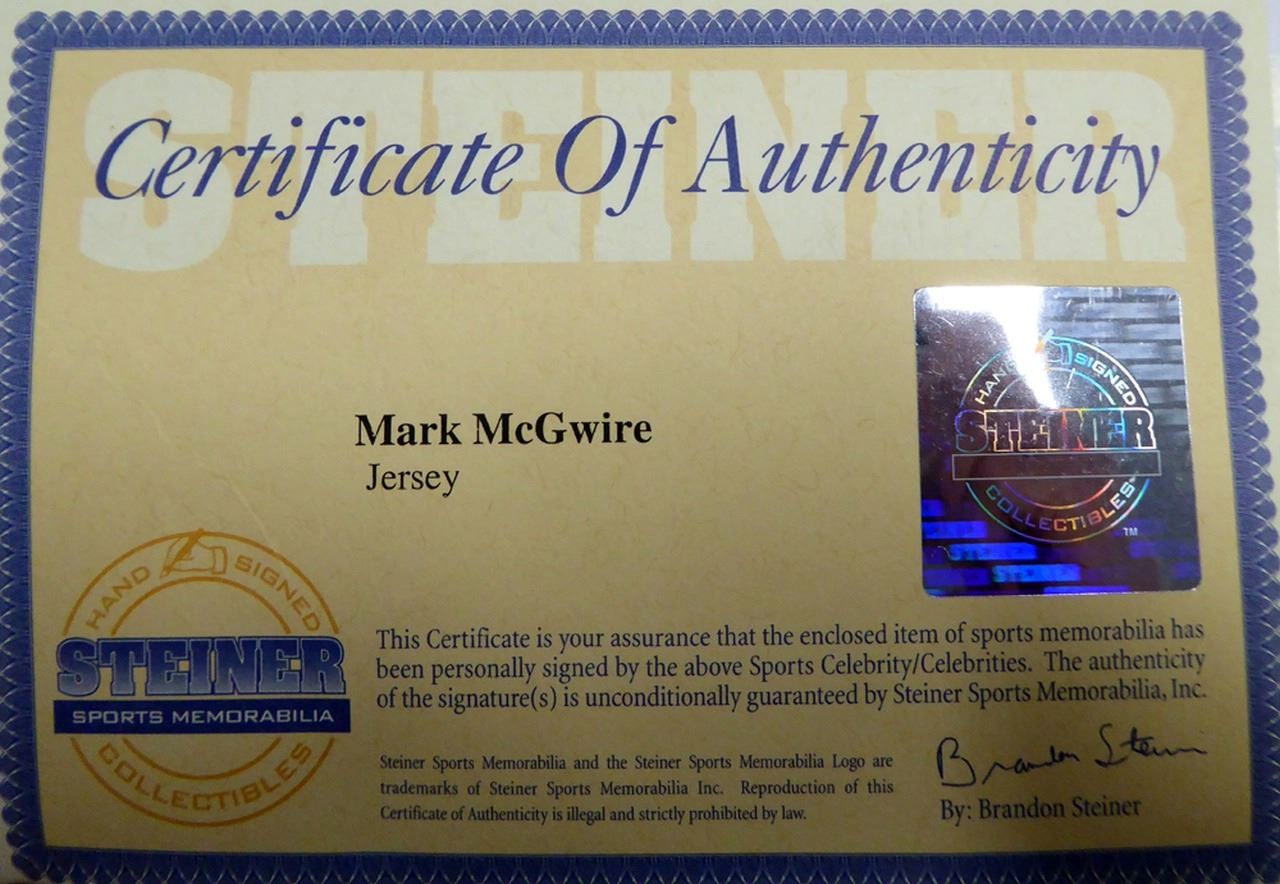 STEINER
Certificate Of Authenticity
HAND SIGNED
STEINER
COLLECTIBLES
TM
STEINER
STEINER
Mark McGwire
Jersey
HAND SIGNED
STEINER
SPORTS MEMORABILIA
COLLECTIBLES
This Certificate is your assurance that the enclosed item of sports memorabilia has
been personally signed by the above Sports Celebrity/Celebrities. The authenticity
of the signature(s) is unconditionally guaranteed by Steiner Sports Memorabilia, Inc.
Steiner Sports Memorabilia and the Steiner Sports Memorabilia Logo are
trademarks of Steiner Sports Memorabilia Inc. Reproduction of this
Certificate of Authenticity is illegal and strictly prohibited by law.
Brandon Steiner
By: Brandon Steiner